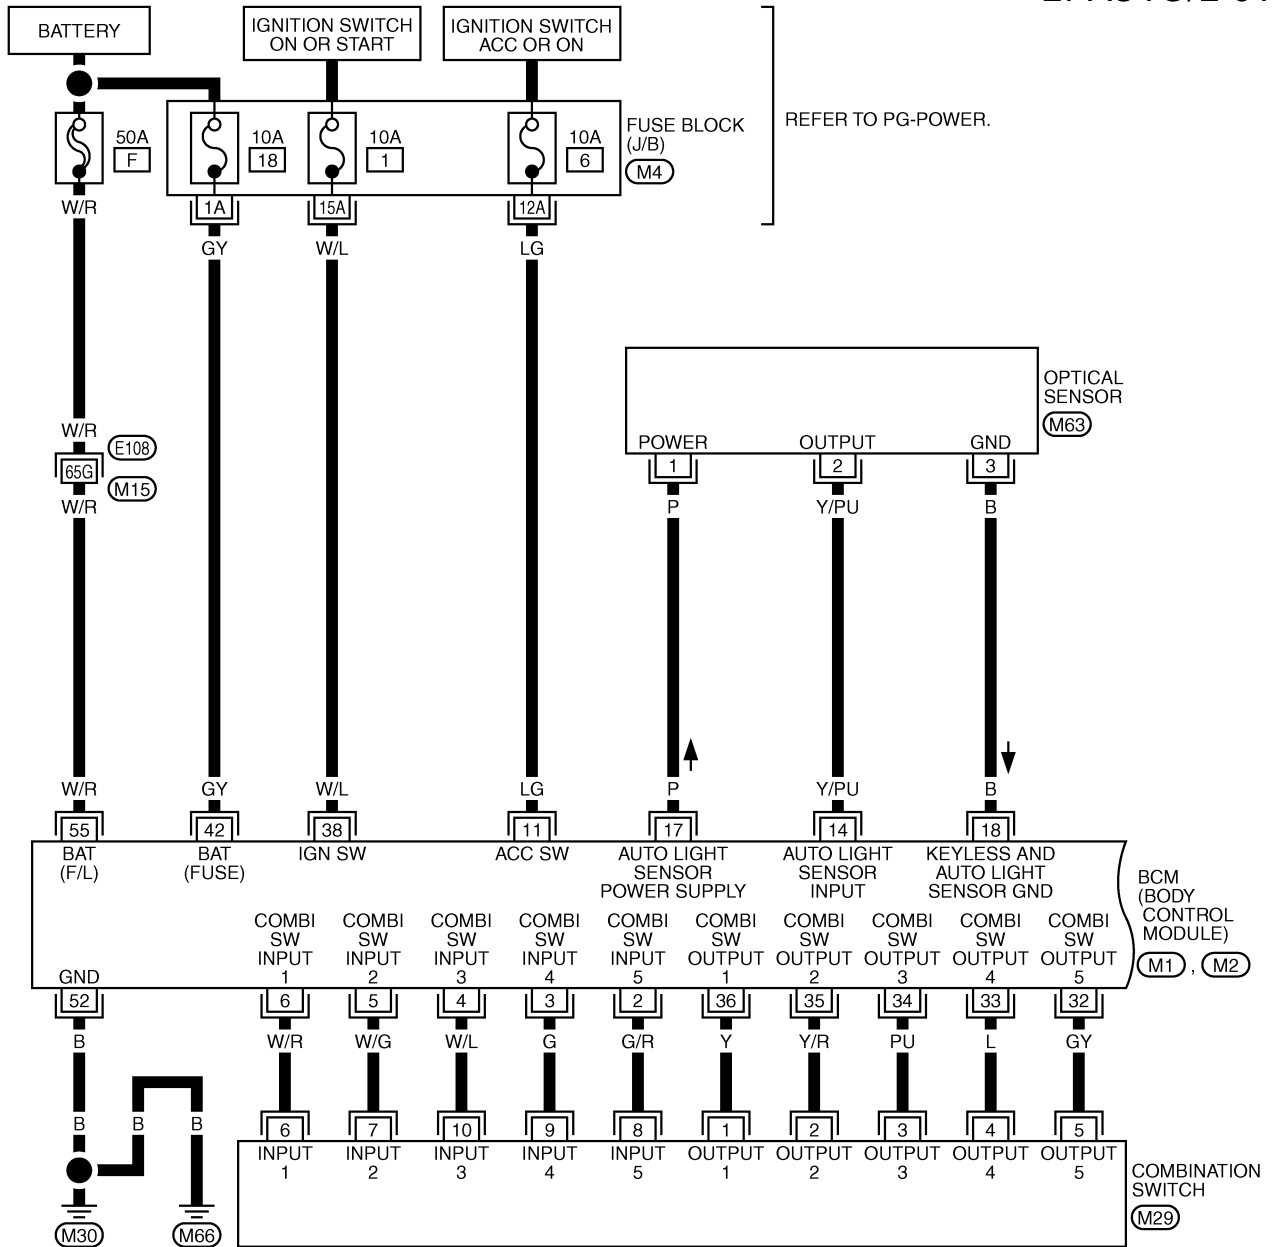 BATTERY
IGNITION SWITCH
ON OR START
IGNITION SWITCH
ACC OR ON
REFER TO PG-POWER.
50A
F
10A
18
10A
1
10A
6
FUSE BLOCK
(J/B)
M4
1A
15A
12A
W/R
GY
W/L
LG
OPTICAL
SENSOR
M63
POWER
OUTPUT
GND
1
2
3
P
Y/PU
B
W/R
E108
65G
M15
W/R
W/R
GY
W/L
LG
P
Y/PU
B
55
42
38
11
17
14
18
BAT
(F/L)
BAT
(FUSE)
IGN SW
ACC SW
AUTO LIGHT
SENSOR
POWER SUPPLY
AUTO LIGHT
SENSOR
INPUT
KEYLESS AND
AUTO LIGHT
SENSOR GND
BCM
(BODY
CONTROL
MODULE)
M1 , M2
GND
COMBI
SW
INPUT
1
COMBI
SW
INPUT
2
COMBI
SW
INPUT
3
COMBI
SW
INPUT
4
COMBI
SW
INPUT
5
COMBI
SW
OUTPUT
1
COMBI
SW
OUTPUT
2
COMBI
SW
OUTPUT
3
COMBI
SW
OUTPUT
4
COMBI
SW
OUTPUT
5
52
6
5
4
3
2
36
35
34
33
32
B
W/R
W/G
W/L
G
G/R
Y
Y/R
PU
L
GY
B
B
B
6
7
10
9
8
1
2
3
4
5
INPUT
1
INPUT
2
INPUT
3
INPUT
4
INPUT
5
OUTPUT
1
OUTPUT
2
OUTPUT
3
OUTPUT
4
OUTPUT
5
COMBINATION
SWITCH
M29
M30
M66